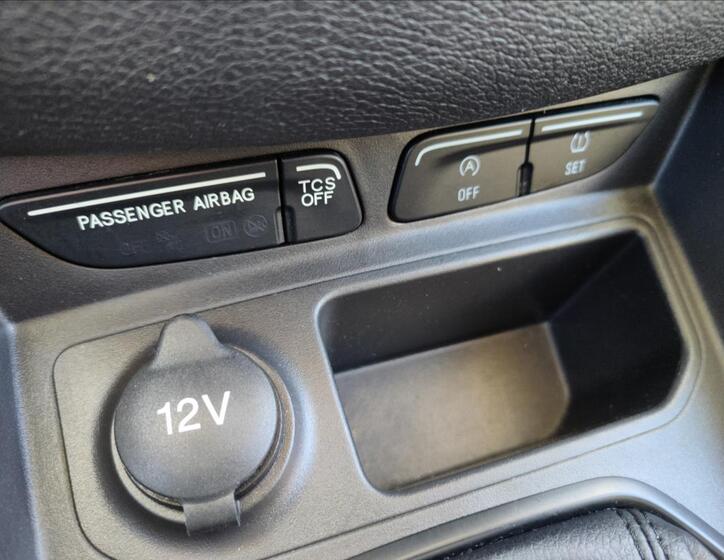 PASSENGER AIRBAG
OFF ON
TCS
OFF
A
OFF
SET
12V